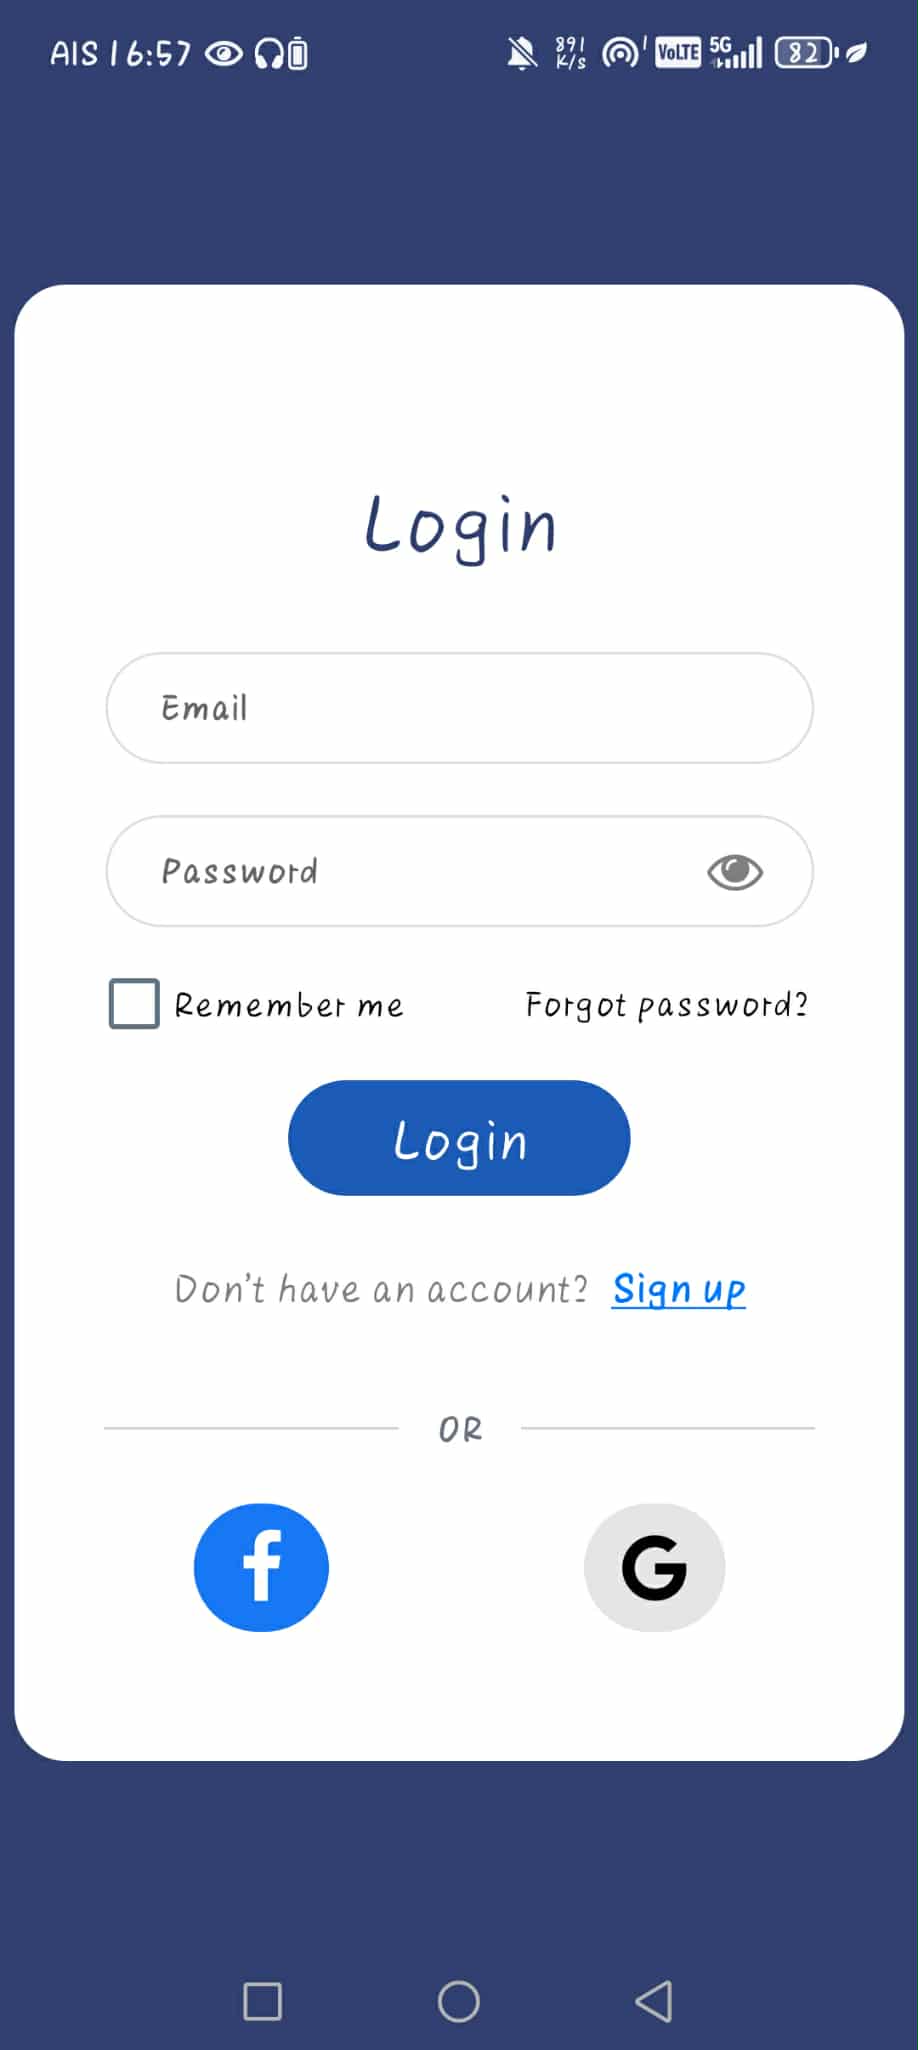 AIS 16:57 891 K/s VoLTE 5G 82
Login
Email
Password
Remember me Forgot password?
Login
Don't have an account? Sign up
OR
f G